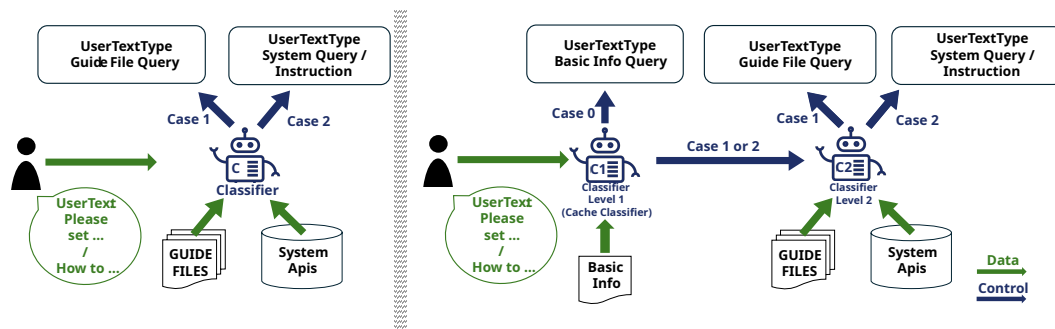 UserTextType
Guide File Query
UserTextType
System Query /
Instruction
Case 1
Case 2
C
Classifier
UserText:
Please
set ...
/
How to ...
GUIDE
FILES
System
Apis
UserTextType
Basic Info Query
UserTextType
Guide File Query
UserTextType
System Query /
Instruction
Case 0
Case 1
Case 2
Case 1 or 2
C1
Classifier
Level 1
(Cache Classifier)
C2
Classifier
Level 2
UserText:
Please
set ...
/
How to ...
Basic
Info
GUIDE
FILES
System
Apis
Data
Control